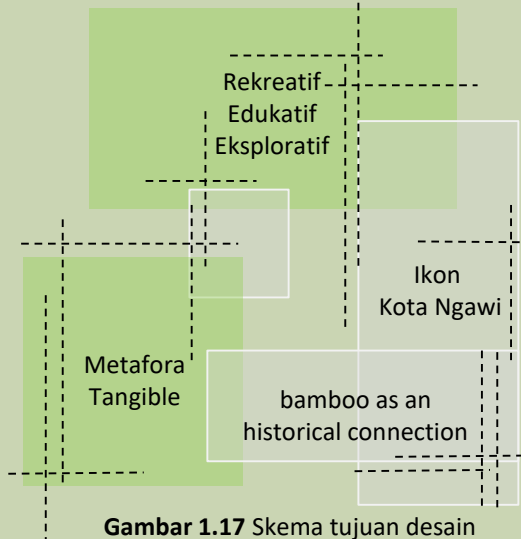 Rekreatif
Edukatif
Eksploratif
Ikon
Kota Ngawi
Metafora
Tangible
bamboo as an
historical connection
Gambar 1.17 Skema tujuan desain